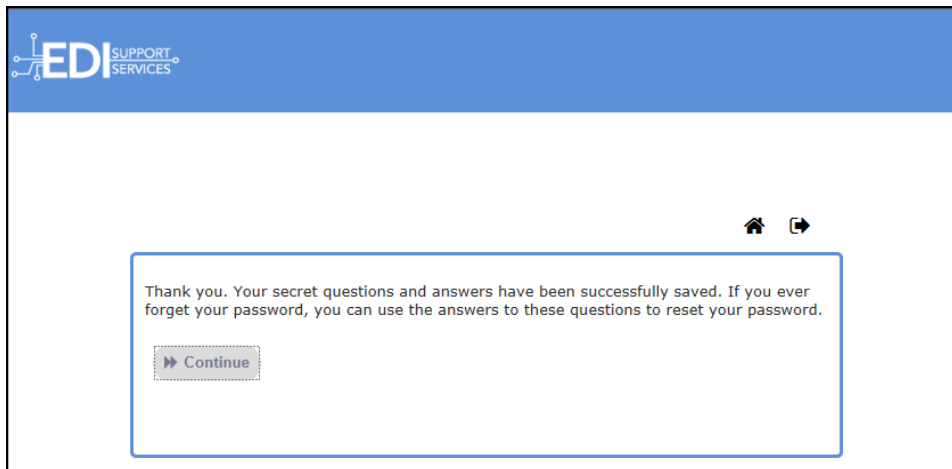 EDI SUPPORT SERVICES
Thank you. Your secret questions and answers have been successfully saved. If you ever
forget your password, you can use the answers to these questions to reset your password.
Continue